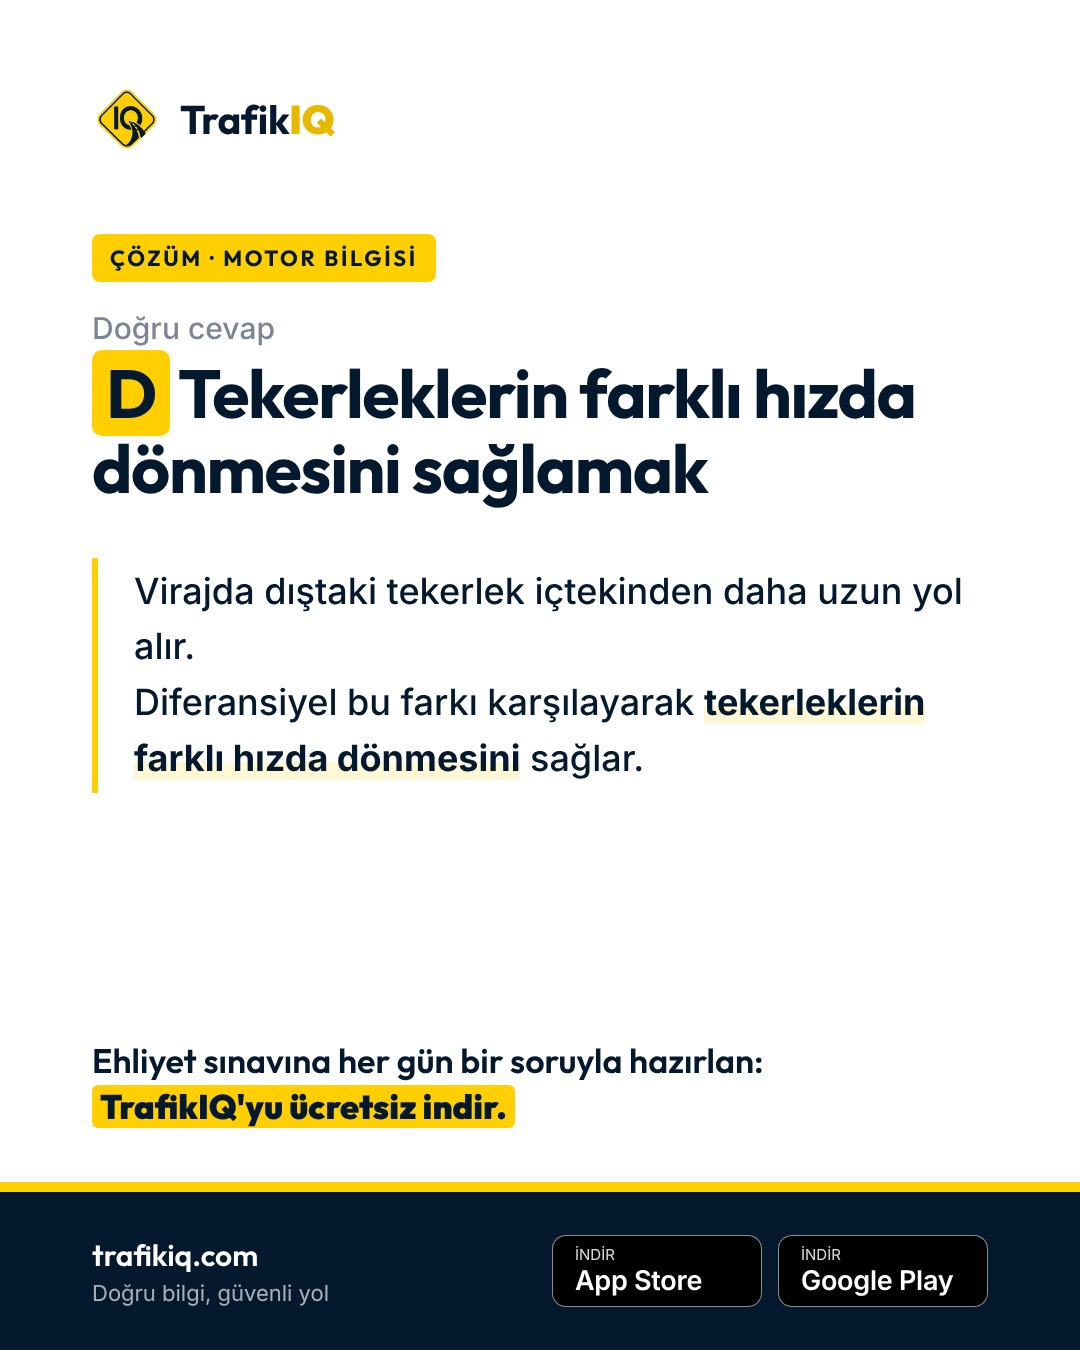 IQ
TrafikIQ
ÇÖZÜM · MOTOR BİLGİSİ
Doğru cevap
D Tekerleklerin farklı hızda
dönmesini sağlamak
Virajda dıştaki tekerlek içtekinden daha uzun yol
alır.
Diferansiyel bu farkı karşılayarak tekerleklerin
farklı hızda dönmesini sağlar.
Ehliyet sınavına her gün bir soruyla hazırlan:
TrafikIQ'yu ücretsiz indir.
trafikiq.com
Doğru bilgi, güvenli yol
İNDİR
App Store
İNDİR
Google Play